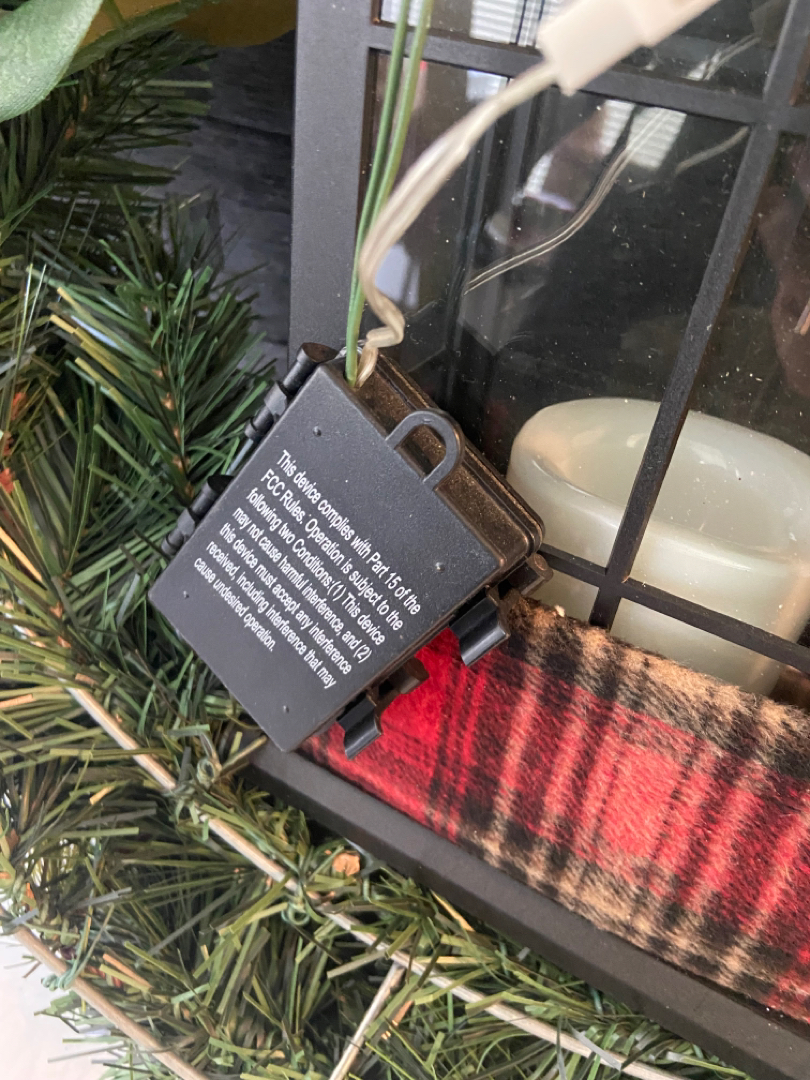 This device complies with Part 15 of the
FCC Rules. Operation is subject to the
following two Conditions:(1) This device
may not cause harmful interference, and (2)
this device must accept any interference
received, including interference that may
cause undesired operation.